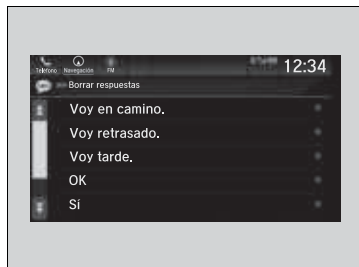 12:34
Teléfono Navegación FM
Borrar respuestas
Voy en camino.
Voy retrasado.
Voy tarde.
OK
Sí